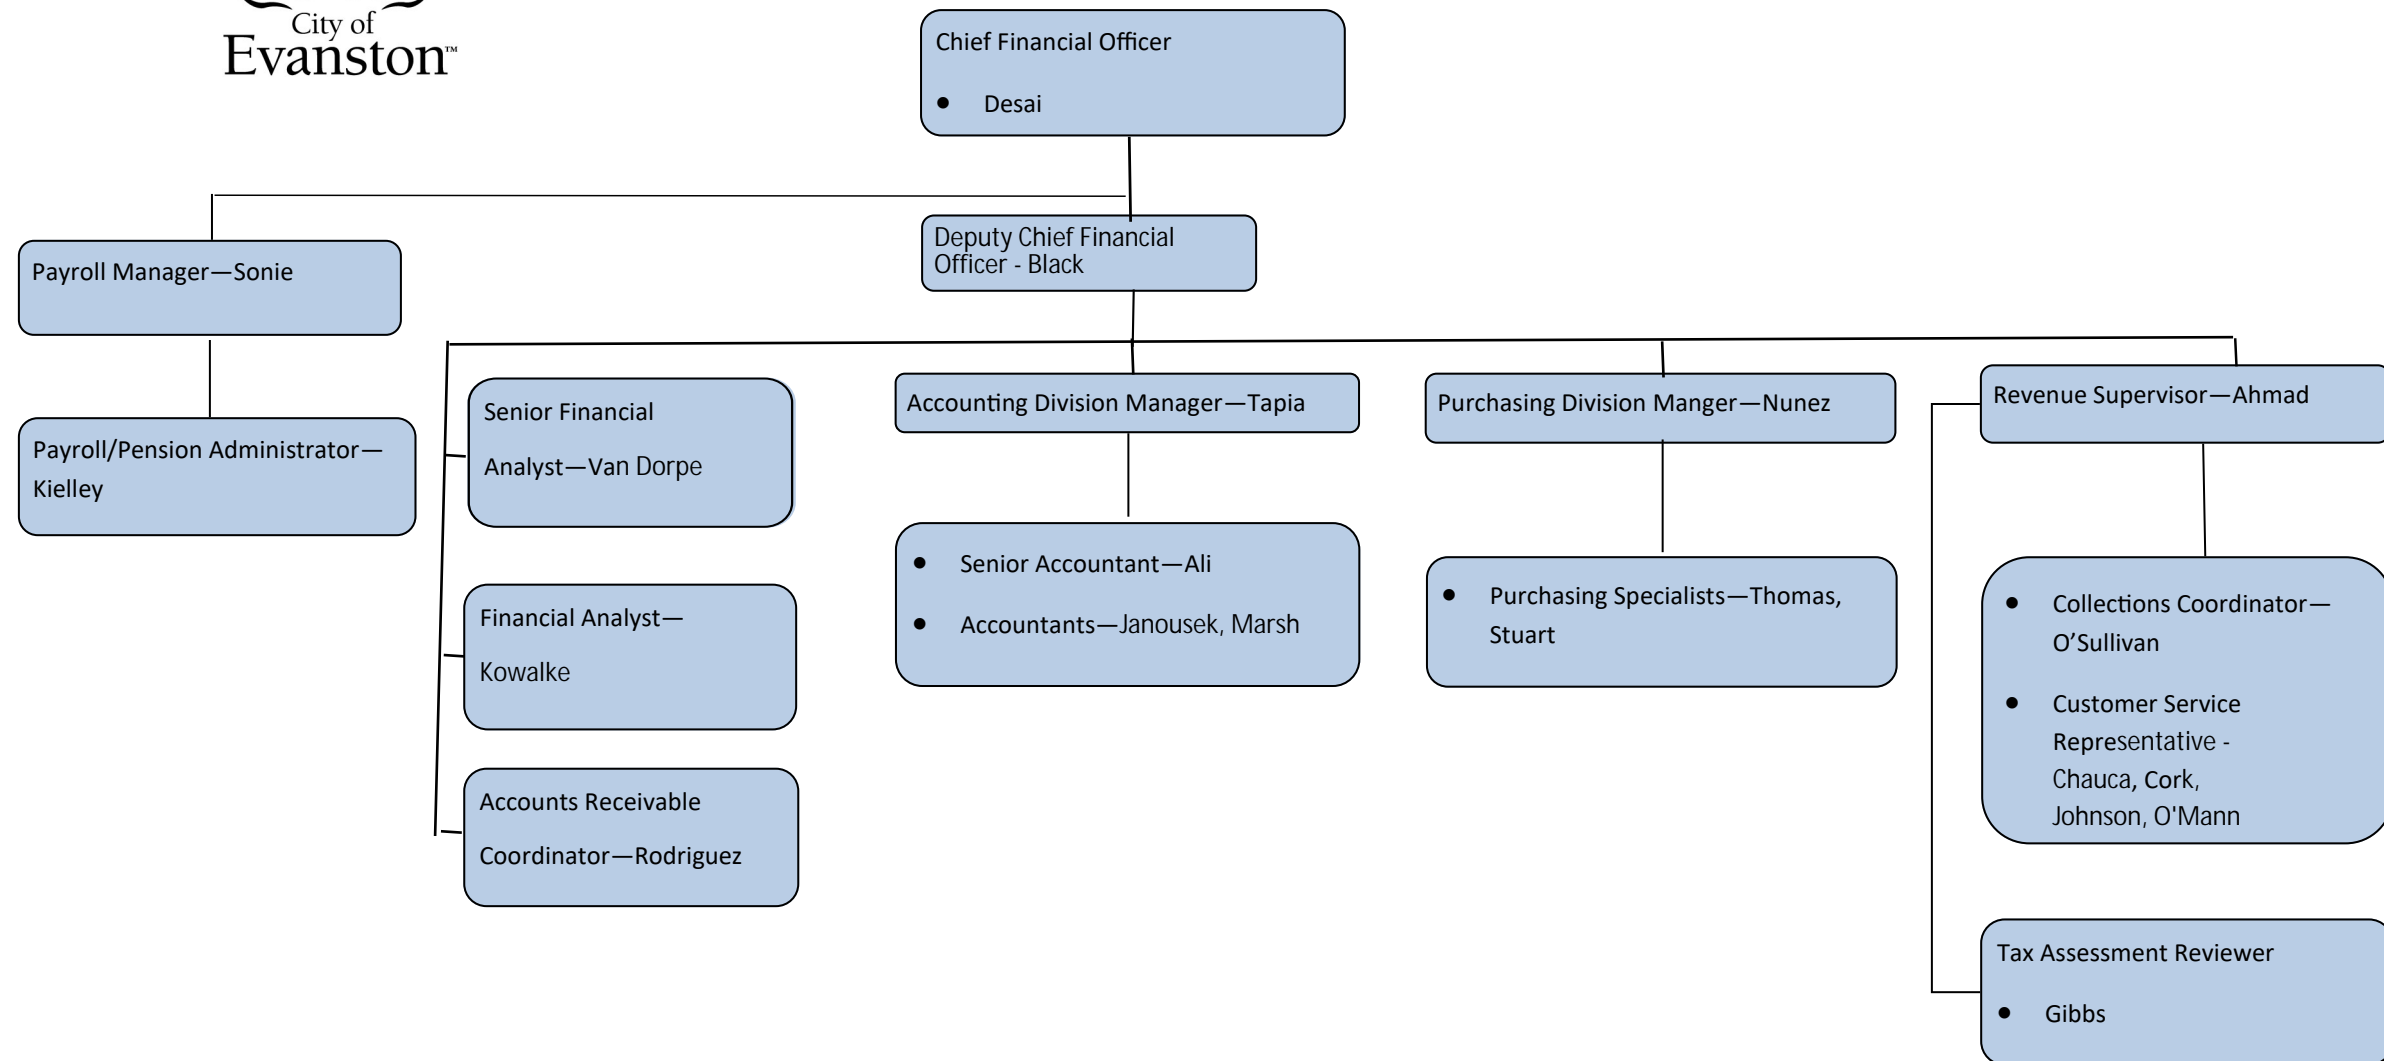 City of
Evanston™
Chief Financial Officer
• Desai
Deputy Chief Financial
Officer - Black
Payroll Manager—Sonie
Payroll/Pension Administrator—
Kielley
Senior Financial
Analyst—Van Dorpe
Financial Analyst—
Kowalke
Accounts Receivable
Coordinator—Rodriguez
Accounting Division Manager—Tapia
• Senior Accountant—Ali
• Accountants—Janousek, Marsh
Purchasing Division Manger—Nunez
• Purchasing Specialists—Thomas,
Stuart
Revenue Supervisor—Ahmad
• Collections Coordinator—
O’Sullivan
• Customer Service
Representative -
Chauca, Cork,
Johnson, O'Mann
Tax Assessment Reviewer
• Gibbs